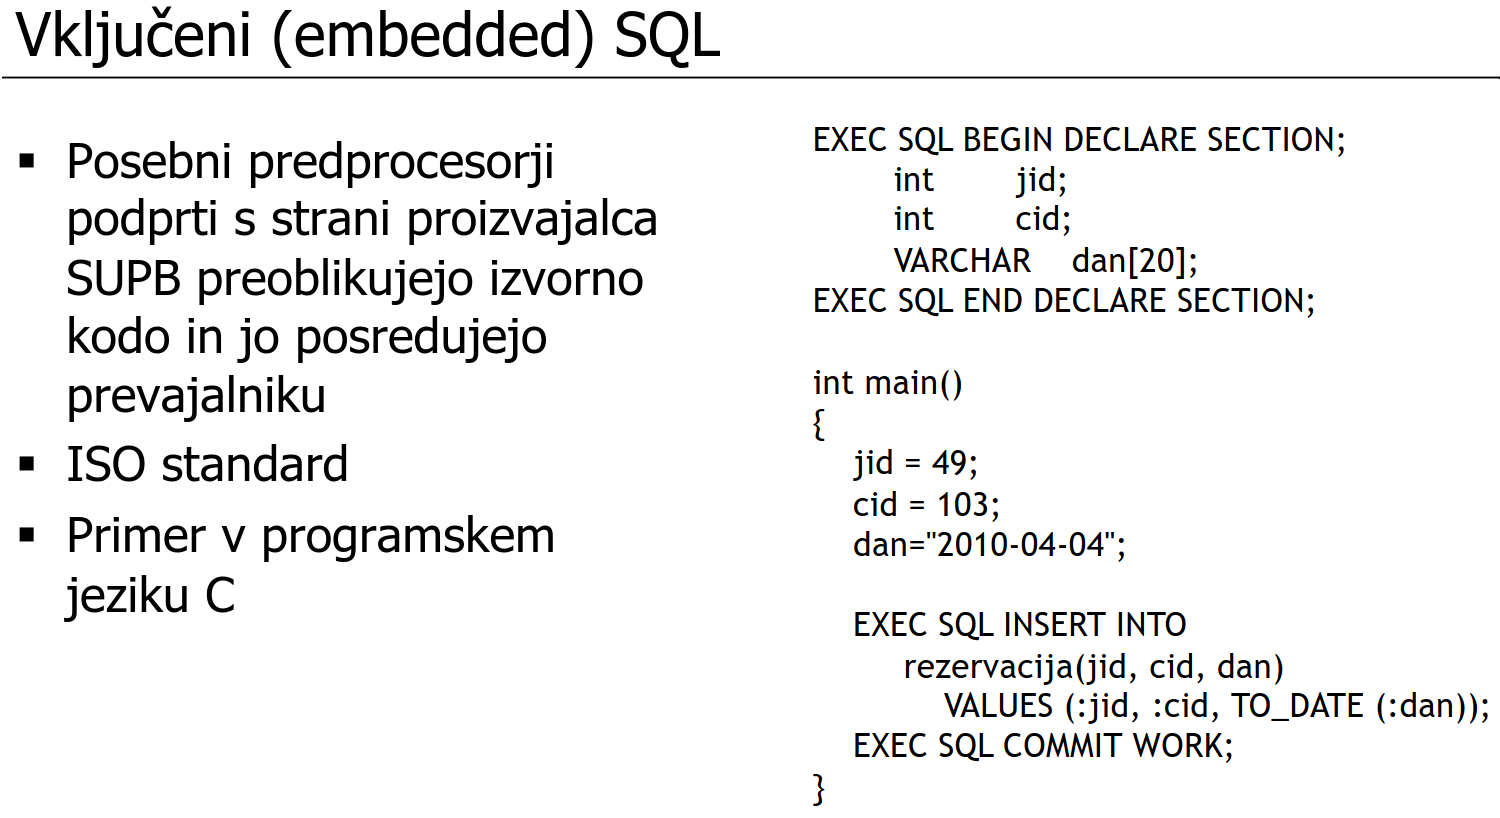 Vključeni (embedded) SQL
▪ Posebni predprocesorji
podprti s strani proizvajalca
SUPB preoblikujejo izvorno
kodo in jo posredujejo
prevajalniku
▪ ISO standard
▪ Primer v programskem
jeziku C
EXEC SQL BEGIN DECLARE SECTION;
int jid;
int cid;
VARCHAR dan[20];
EXEC SQL END DECLARE SECTION;
int main()
{
jid = 49;
cid = 103;
dan="2010-04-04";
EXEC SQL INSERT INTO
rezervacija(jid, cid, dan)
VALUES (:jid, :cid, TO_DATE (:dan));
EXEC SQL COMMIT WORK;
}